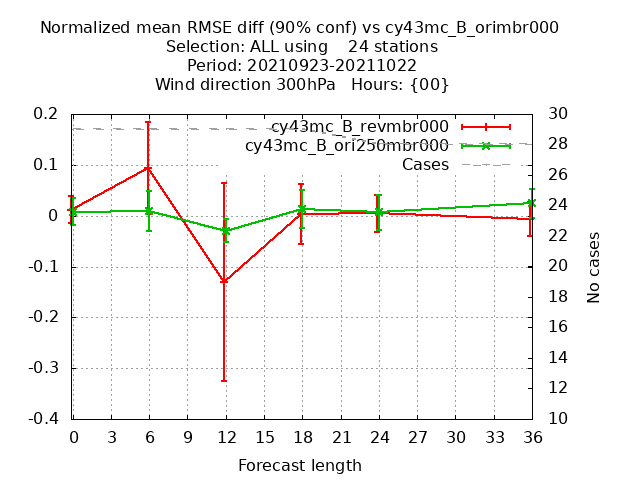 Normalized mean RMSE diff (90% conf) vs cy43mc_B_orimbr000
Selection: ALL using 24 stations
Period: 20210923-20211022
Wind direction 300hPa Hours: {00}
cy43mc_B_revmbr000
cy43mc_B_ori250mbr000
Cases
0.2
0.1
0
-0.1
-0.2
-0.3
-0.4
30
28
26
24
22
20
18
16
14
12
10
No cases
0 3 6 9 12 15 18 21 24 27 30 33 36
Forecast length